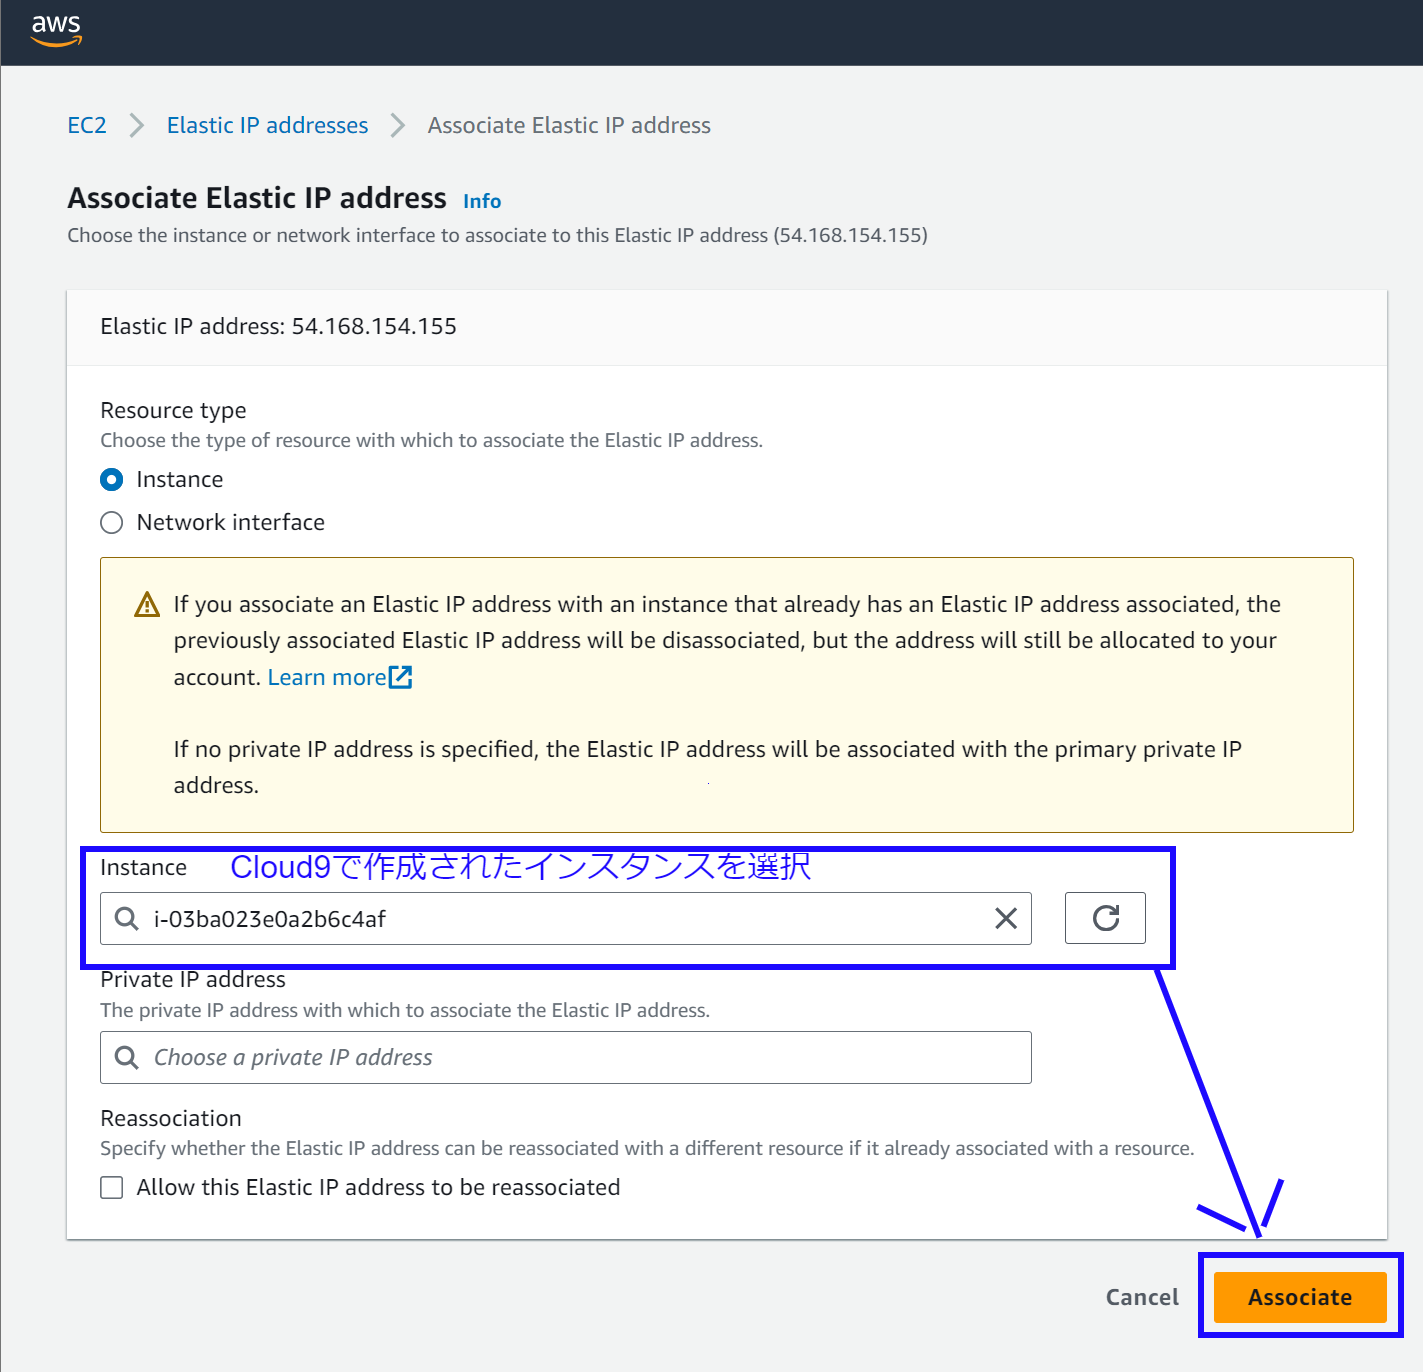 aws
EC2 > Elastic IP addresses > Associate Elastic IP address
Associate Elastic IP address Info
Choose the instance or network interface to associate to this Elastic IP address (54.168.154.155)
Elastic IP address: 54.168.154.155
Resource type
Choose the type of resource with which to associate the Elastic IP address.
Instance
Network interface
If you associate an Elastic IP address with an instance that already has an Elastic IP address associated, the
previously associated Elastic IP address will be disassociated, but the address will still be allocated to your
account. Learn more
If no private IP address is specified, the Elastic IP address will be associated with the primary private IP
address.
Instance Cloud9で作成されたインスタンスを選択
i-03ba023e0a2b6c4af
Private IP address
The private IP address with which to associate the Elastic IP address.
Choose a private IP address
Reassociation
Specify whether the Elastic IP address can be reassociated with a different resource if it already associated with a resource.
Allow this Elastic IP address to be reassociated
Cancel Associate